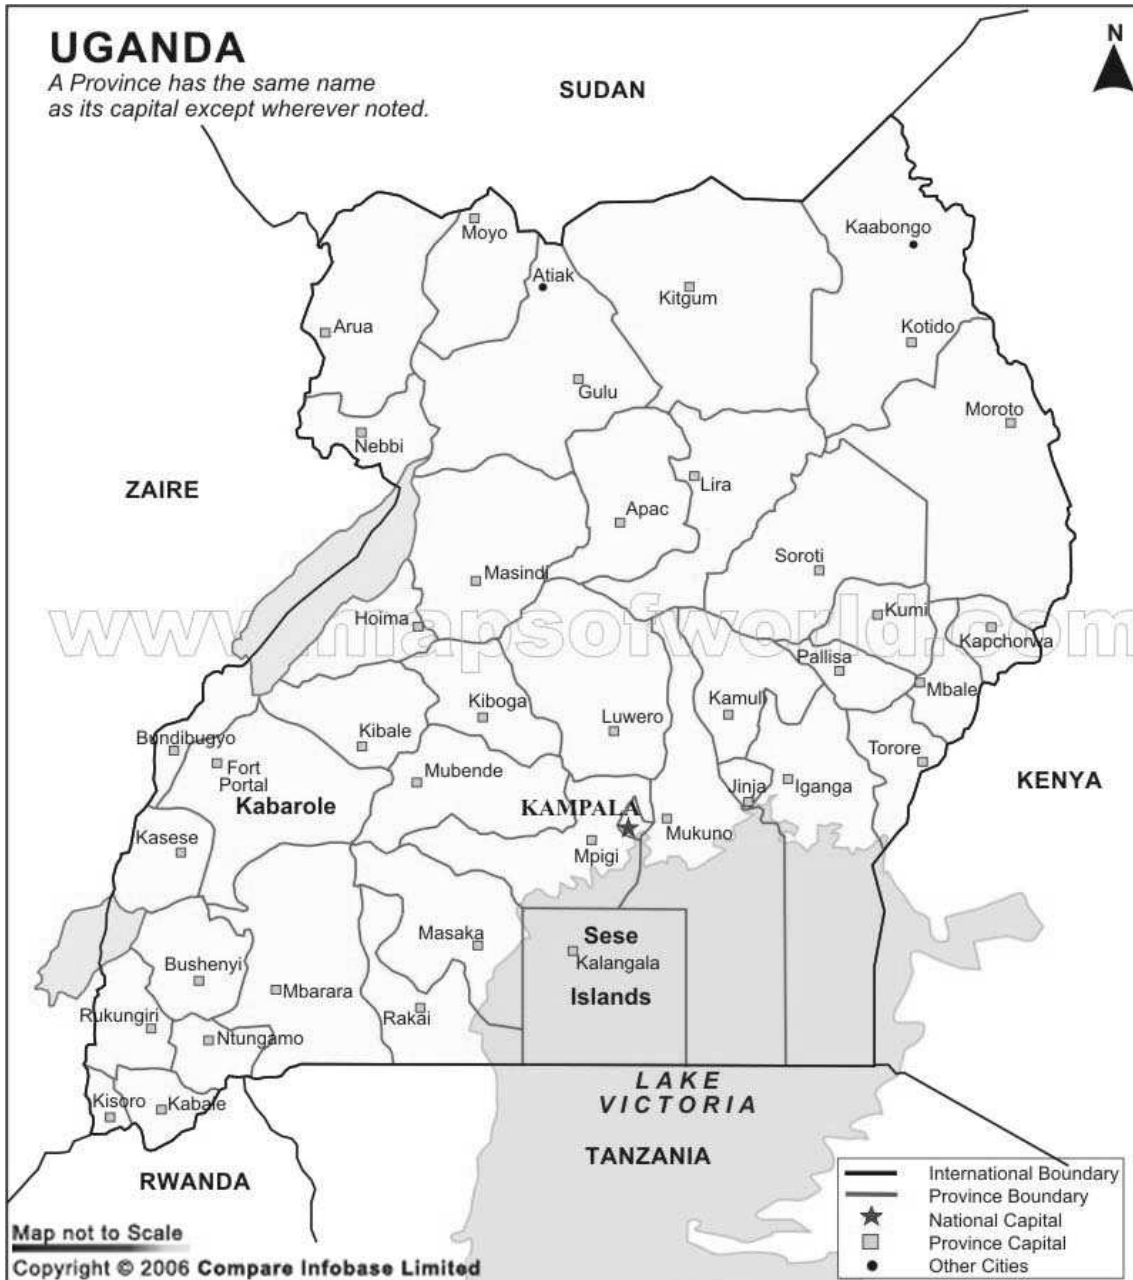 UGANDA
A Province has the same name
as its capital except wherever noted.
SUDAN
N
Kaabongo
Moyo
Atiak
Kitgum
Arua
Kotido
Gulu
Moroto
Nebbi
ZAIRE
Lira
Apac
Soroti
Masindi
www.mapsofworld.com
Hoima
Kumi
Kapchorwa
Pallisa
Mbale
Kiboga
Kamuli
Luwero
Bundibugyo
Kibale
Torore
Fort
Portal
Mubende
KENYA
Jinja
Iganga
Kabarole
KAMPALA
Mukuno
Kasese
Mpigi
Masaka
Sese
Kalangala
Islands
Bushenyi
Mbarara
Rakai
Rukungiri
Ntungamo
LAKE
VICTORIA
Kisoro
Kabale
TANZANIA
RWANDA
International Boundary
Province Boundary
National Capital
Province Capital
Other Cities
Map not to Scale
Copyright © 2006 Compare Infobase Limited